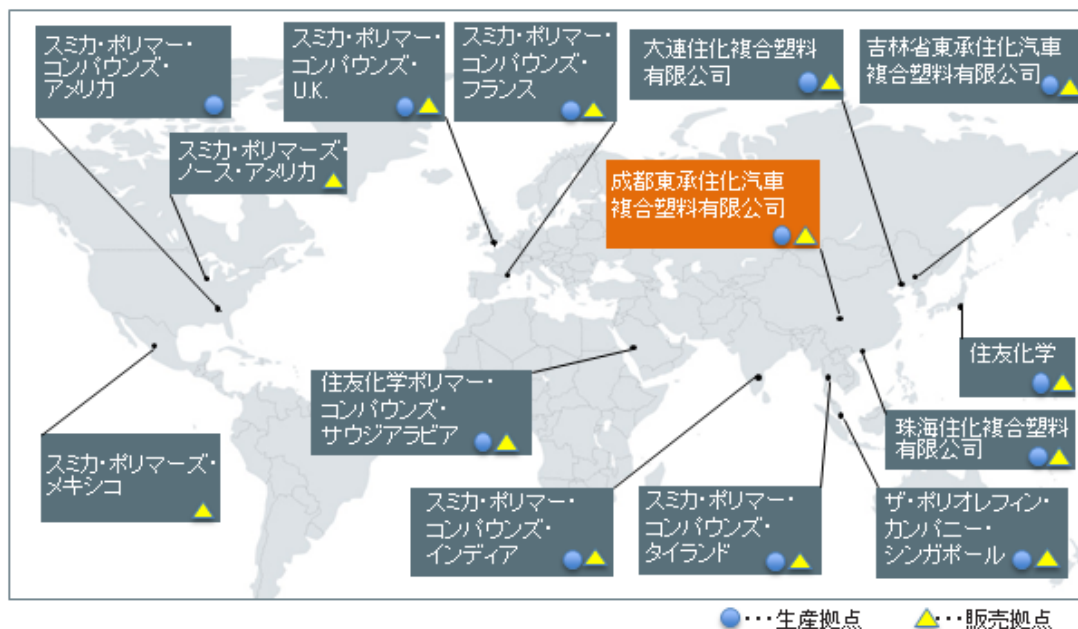 スミカ・ポリマー・
コンパウンズ・
アメリカ
スミカ・ポリマー・
コンパウンズ・
U.K.
スミカ・ポリマー・
コンパウンズ・
フランス
大連住化複合塑料
有限公司
吉林省東承住化汽車
複合塑料有限公司
スミカ・ポリマーズ・
ノース・アメリカ
成都東承住化汽車
複合塑料有限公司
住友化学
住友化学ポリマー・
コンパウンズ・
サウジアラビア
珠海住化複合塑料
有限公司
スミカ・ポリマーズ・
メキシコ
スミカ・ポリマー・
コンパウンズ・
インディア
スミカ・ポリマー・
コンパウンズ・
タイランド
ザ・ポリオレフィン・
カンパニー・
シンガポール
・・・生産拠点
・・・販売拠点